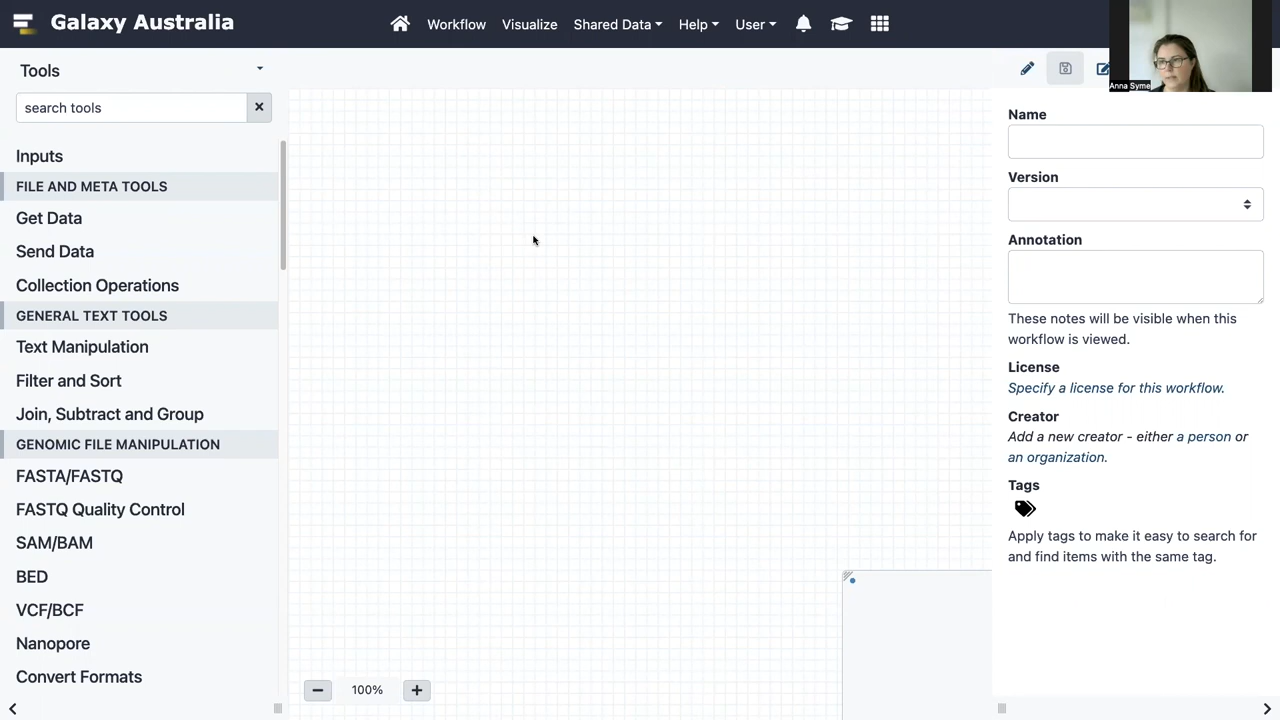 Galaxy Australia
Workflow
Visualize
Shared Data
Help
User
Tools
search tools
Inputs
FILE AND META TOOLS
Get Data
Send Data
Collection Operations
GENERAL TEXT TOOLS
Text Manipulation
Filter and Sort
Join, Subtract and Group
GENOMIC FILE MANIPULATION
FASTA/FASTQ
FASTQ Quality Control
SAM/BAM
BED
VCF/BCF
Nanopore
Convert Formats
100%
Anna Syme
Name
Version
Annotation
These notes will be visible when this
workflow is viewed.
License
Specify a license for this workflow.
Creator
Add a new creator - either a person or
an organization.
Tags
Apply tags to make it easy to search for
and find items with the same tag.